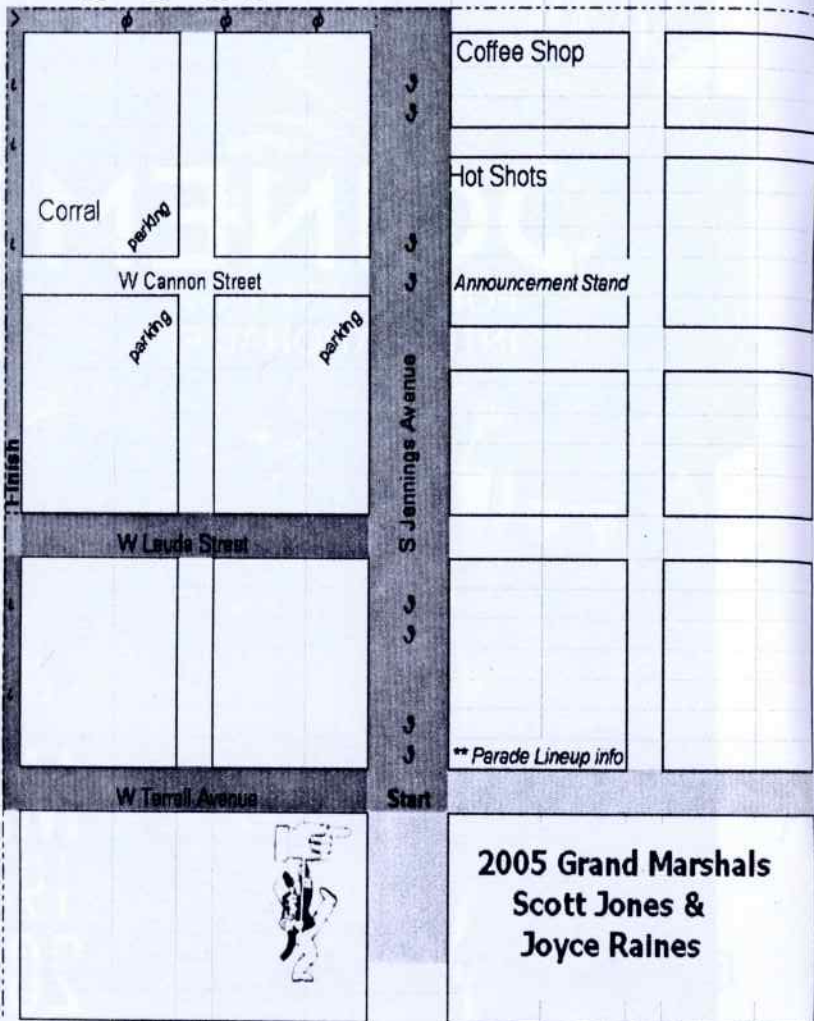 Coffee Shop
Hot Shots
Corral
parking
W Cannon Street
Announcement Stand
parking
parking
S Jennings Avenue
Finish
W Leuda Street
** Parade Lineup info
W Terrell Avenue
Start
2005 Grand Marshals
Scott Jones &
Joyce Raines